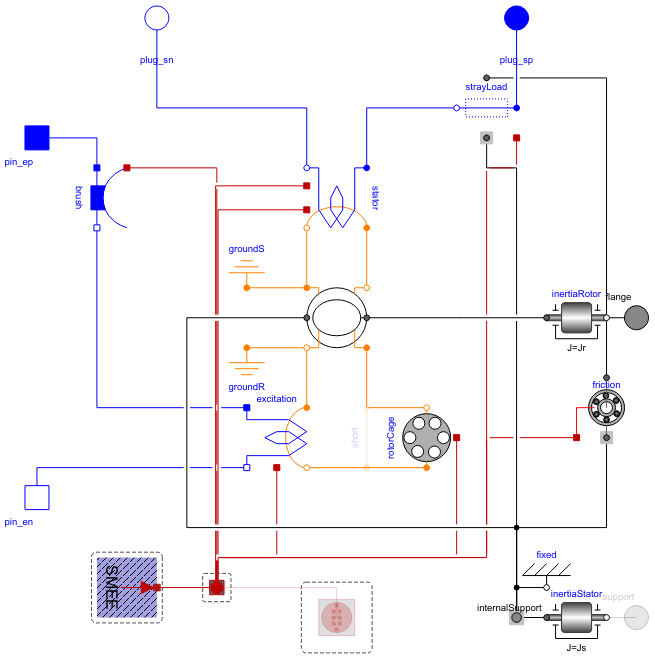 plug_sn
plug_sp
strayLoad
pin_ep
brush
stator
groundS
inertiaRotor
flange
J=Jr
groundR
excitation
friction
short
rotorCage
pin_en
SMEE
fixed
internalSupport
inertiaStator
support
J=Js